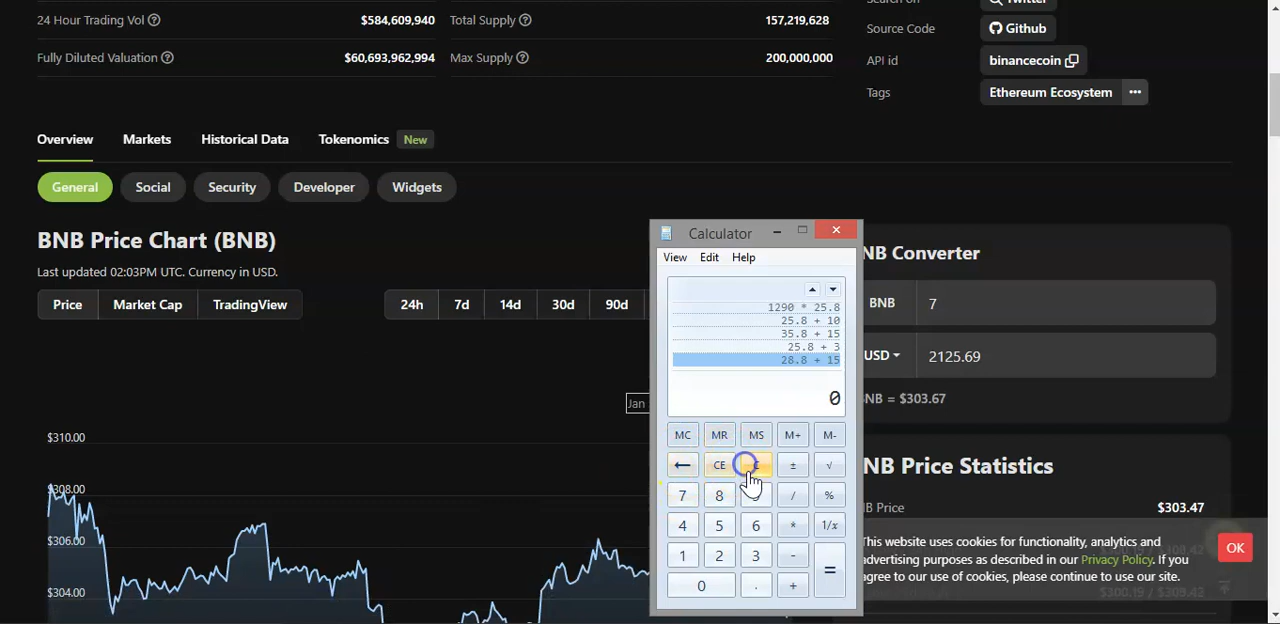 24 Hour Trading Vol
$584,609,940
Total Supply
157,219,628
Source Code
Github
Fully Diluted Valuation
$60,693,962,994
Max Supply
200,000,000
API id
binancecoin
Tags
Ethereum Ecosystem
Overview
Markets
Historical Data
Tokenomics
New
General
Social
Security
Developer
Widgets
BNB Price Chart (BNB)
Last updated 02:03PM UTC. Currency in USD.
Price
Market Cap
TradingView
24h
7d
14d
30d
90d
Jan
$310.00
$308.00
$306.00
$304.00
Calculator
View
Edit
Help
1290 * 25.8
25.8 + 10
35.8 + 15
25.8 + 3
28.8 + 15
0
MC
MR
MS
M+
M-
←
CE
C
±
√
7
8
/
%
4
5
6
*
1/x
1
2
3
-
=
0
.
+
NB Converter
BNB
7
USD
2125.69
NB = $303.67
NB Price Statistics
B Price
$303.47
his website uses cookies for functionality, analytics and
dvertising purposes as described in our Privacy Policy. If you
gree to our use of cookies, please continue to use our site.
OK